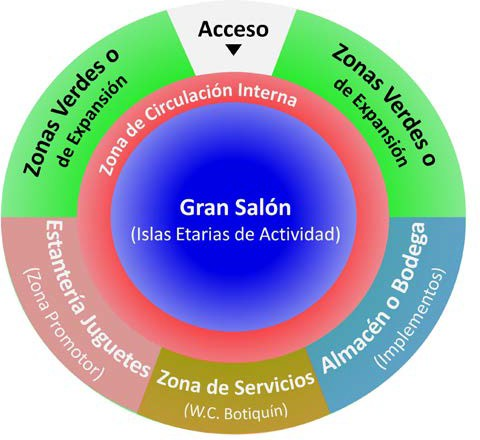 Acceso
Zonas Verdes o
de Expansión
Zonas Verdes o
de Expansión
Zona de Circulación Interna
Gran Salón
(Islas Etarias de Actividad)
Estantería Juguetes
(Zona Promotor)
Almacén o Bodega
(Implementos)
Zona de Servicios
(W.C. Botiquín)